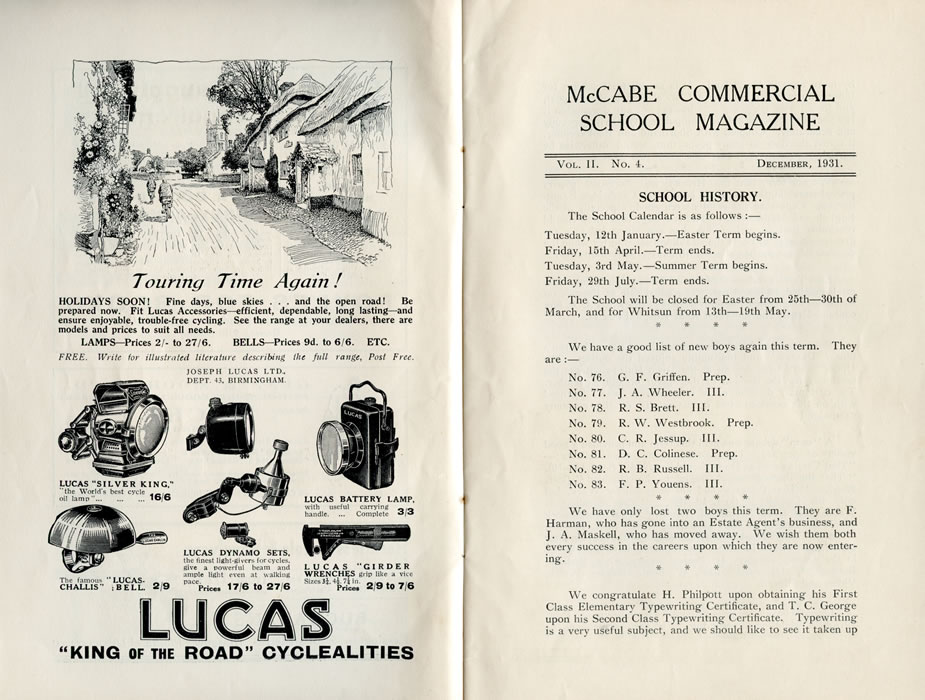 Touring Time Again!
HOLIDAYS SOON! Fine days, blue skies . . . and the open road! Be
prepared now. Fit Lucas Accessories—efficient, dependable, long lasting—and
ensure enjoyable, trouble-free cycling. See the range at your dealers, there are
models and prices to suit all needs.
LAMPS—Prices 2/- to 27/6. BELLS—Prices 9d. to 6/6. ETC.
FREE. Write for illustrated literature describing the full range, Post Free.
JOSEPH LUCAS LTD.,
DEPT. 43, BIRMINGHAM.
LUCAS
LUCAS "SILVER KING,"
"the World's best cycle
oil lamp" ... ... ... 16/6
LUCAS BATTERY LAMP,
with useful carrying
handle. ... Complete 3/3
The famous "LUCAS-
CHALLIS" :BELL. 2/9
LUCAS DYNAMO SETS,
the finest light-givers for cycles,
give a powerful beam and
ample light even at walking
pace.
Prices 17/6 to 27/6
LUCAS "GIRDER
WRENCHES grip like a vice
Sizes 3½, 4½, 7½ in.
Prices 2/9 to 7/6
LUCAS
"KING OF THE ROAD" CYCLEALITIES
McCABE COMMERCIAL
SCHOOL MAGAZINE
VOL. II. NO. 4. DECEMBER, 1931.
SCHOOL HISTORY.
The School Calendar is as follows :—
Tuesday, 12th January.—Easter Term begins.
Friday, 15th April.—Term ends.
Tuesday, 3rd May.—Summer Term begins.
Friday, 29th July.—Term ends.
The School will be closed for Easter from 25th—30th of
March, and for Whitsun from 13th—19th May.
* * * *
We have a good list of new boys again this term. They
are :—
No. 76. G. F. Griffen. Prep.
No. 77. J. A. Wheeler. III.
No. 78. R. S. Brett. III.
No. 79. R. W. Westbrook. Prep.
No. 80. C. R. Jessup. III.
No. 81. D. C. Colinese. Prep.
No. 82. R. B. Russell. III.
No. 83. F. P. Youens. III.
* * * *
We have only lost two boys this term. They are F.
Harman, who has gone into an Estate Agent's business, and
J. A. Maskell, who has moved away. We wish them both
every success in the careers upon which they are now enter-
ing.
* * * *
We congratulate H. Philpott upon obtaining his First
Class Elementary Typewriting Certificate, and T. C. George
upon his Second Class Typewriting Certificate. Typewriting
is a very useful subject, and we should like to see it taken up